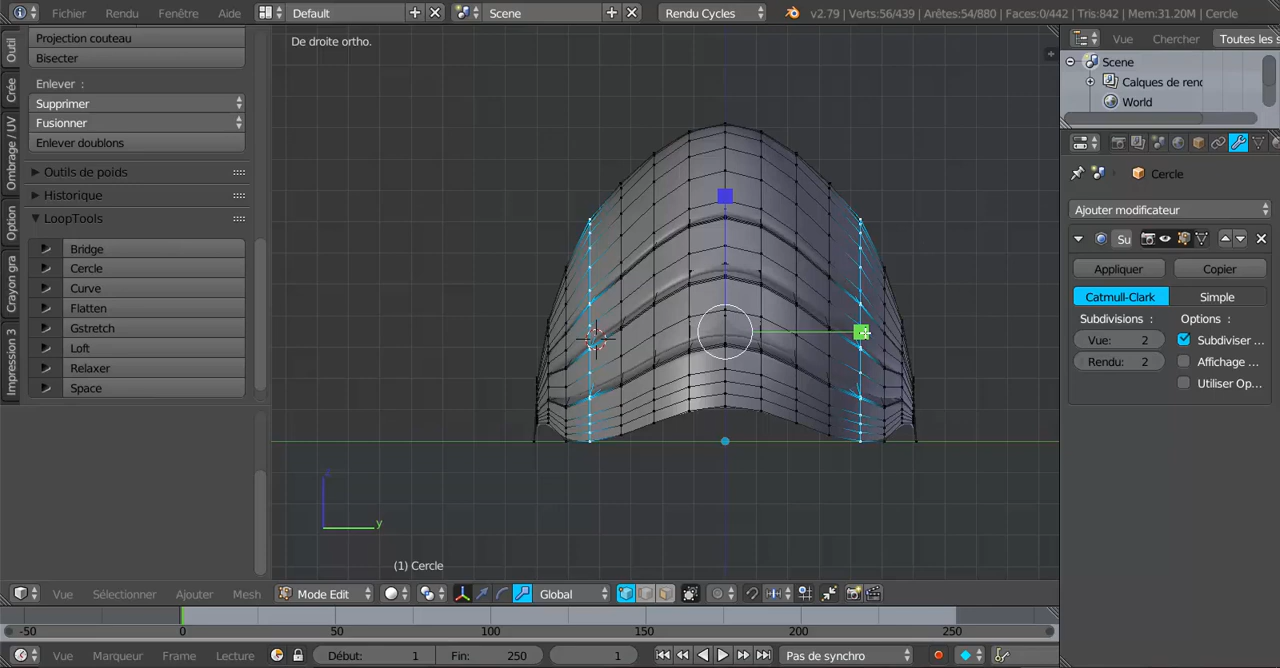 Fichier Rendu Fenêtre Aide Default Scene Rendu Cycles v2.79 | Verts:56/439 | Arêtes:54/880 | Faces:0/442 | Tris:842 | Mem:31.20M | Cercle
Outil
Crée
Ombrage / UV
Option
Crayon gra
Impression 3
Projection couteau
Bisecter
Enlever :
Supprimer
Fusionner
Enlever doublons
Outils de poids
Historique
LoopTools
Bridge
Cercle
Curve
Flatten
Gstretch
Loft
Relaxer
Space
De droite ortho.
z
y
(1) Cercle
Vue Chercher Toutes les s
Scene
Calques de rend
World
Cercle
Ajouter modificateur
Su
Appliquer Copier
Catmull-Clark Simple
Subdivisions : Options :
Vue: 2 Subdiviser ...
Rendu: 2 Affichage ...
Utiliser Op...
Vue Sélectionner Ajouter Mesh Mode Edit Global
-50 0 50 100 150 200 250
Vue Marqueur Frame Lecture Début: 1 Fin: 250 1 Pas de synchro